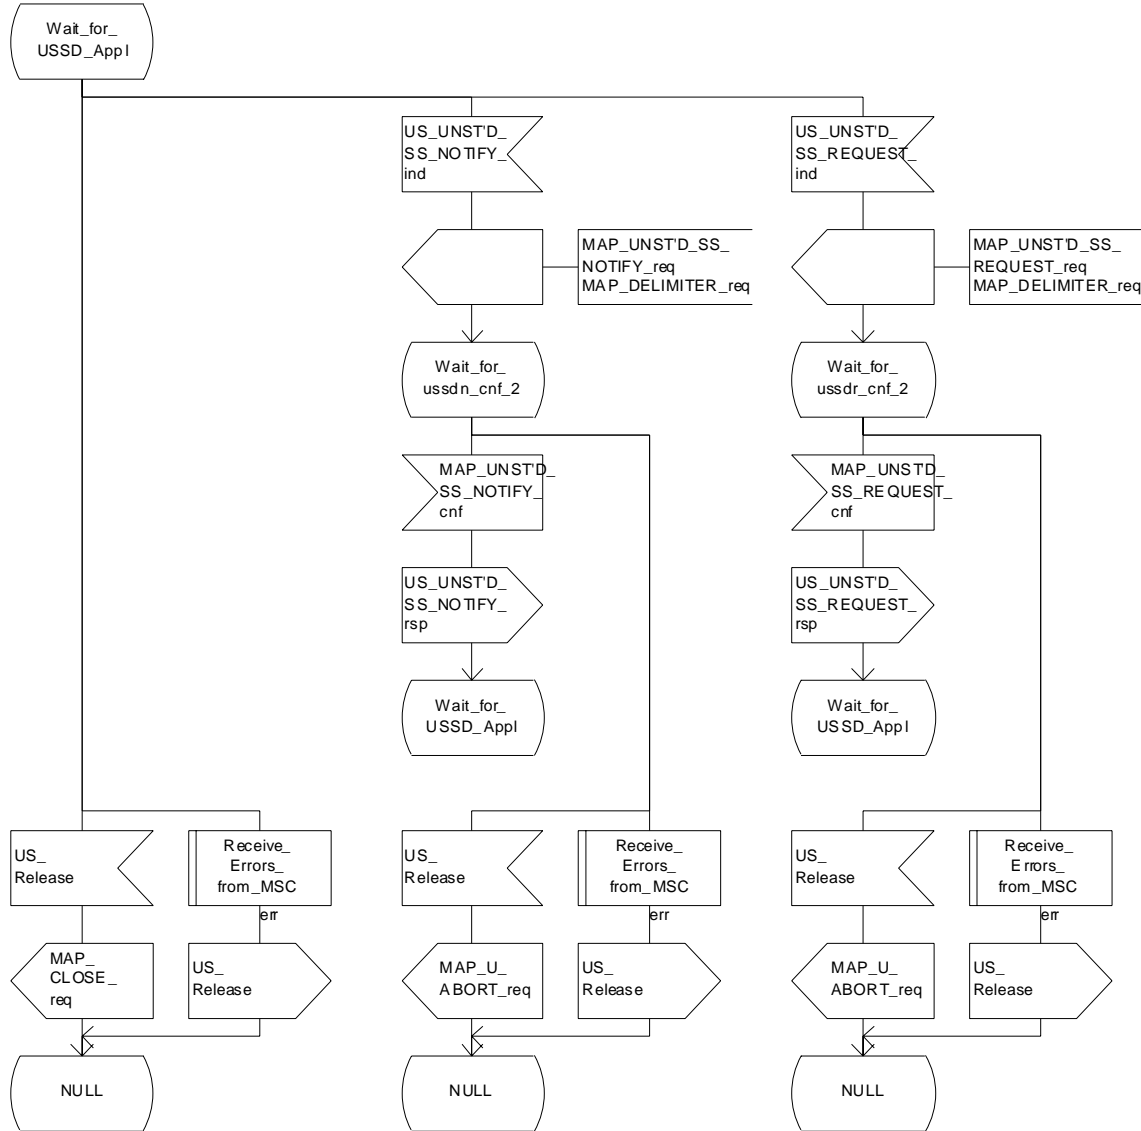 Wait_for_
USSD_Appl
US_UNST'D_
SS_NOTIFY_
ind
US_UNST'D_
SS_REQUEST_
ind
MAP_UNST'D_SS_
NOTIFY_req
MAP_DELIMITER_req
MAP_UNST'D_SS_
REQUEST_req
MAP_DELIMITER_req
Wait_for_
ussdn_cnf_2
Wait_for_
ussdr_cnf_2
MAP_UNST'D_
SS_NOTIFY_
cnf
MAP_UNST'D_
SS_REQUEST_
cnf
US_UNST'D_
SS_NOTIFY_
rsp
US_UNST'D_
SS_REQUEST_
rsp
Wait_for_
USSD_Appl
Wait_for_
USSD_Appl
US_
Release
Receive_
Errors_
from_MSC
err
US_
Release
Receive_
Errors_
from_MSC
err
US_
Release
Receive_
Errors_
from_MSC
err
MAP_
CLOSE_
req
US_
Release
MAP_U_
ABORT_req
US_
Release
MAP_U_
ABORT_req
US_
Release
NULL
NULL
NULL